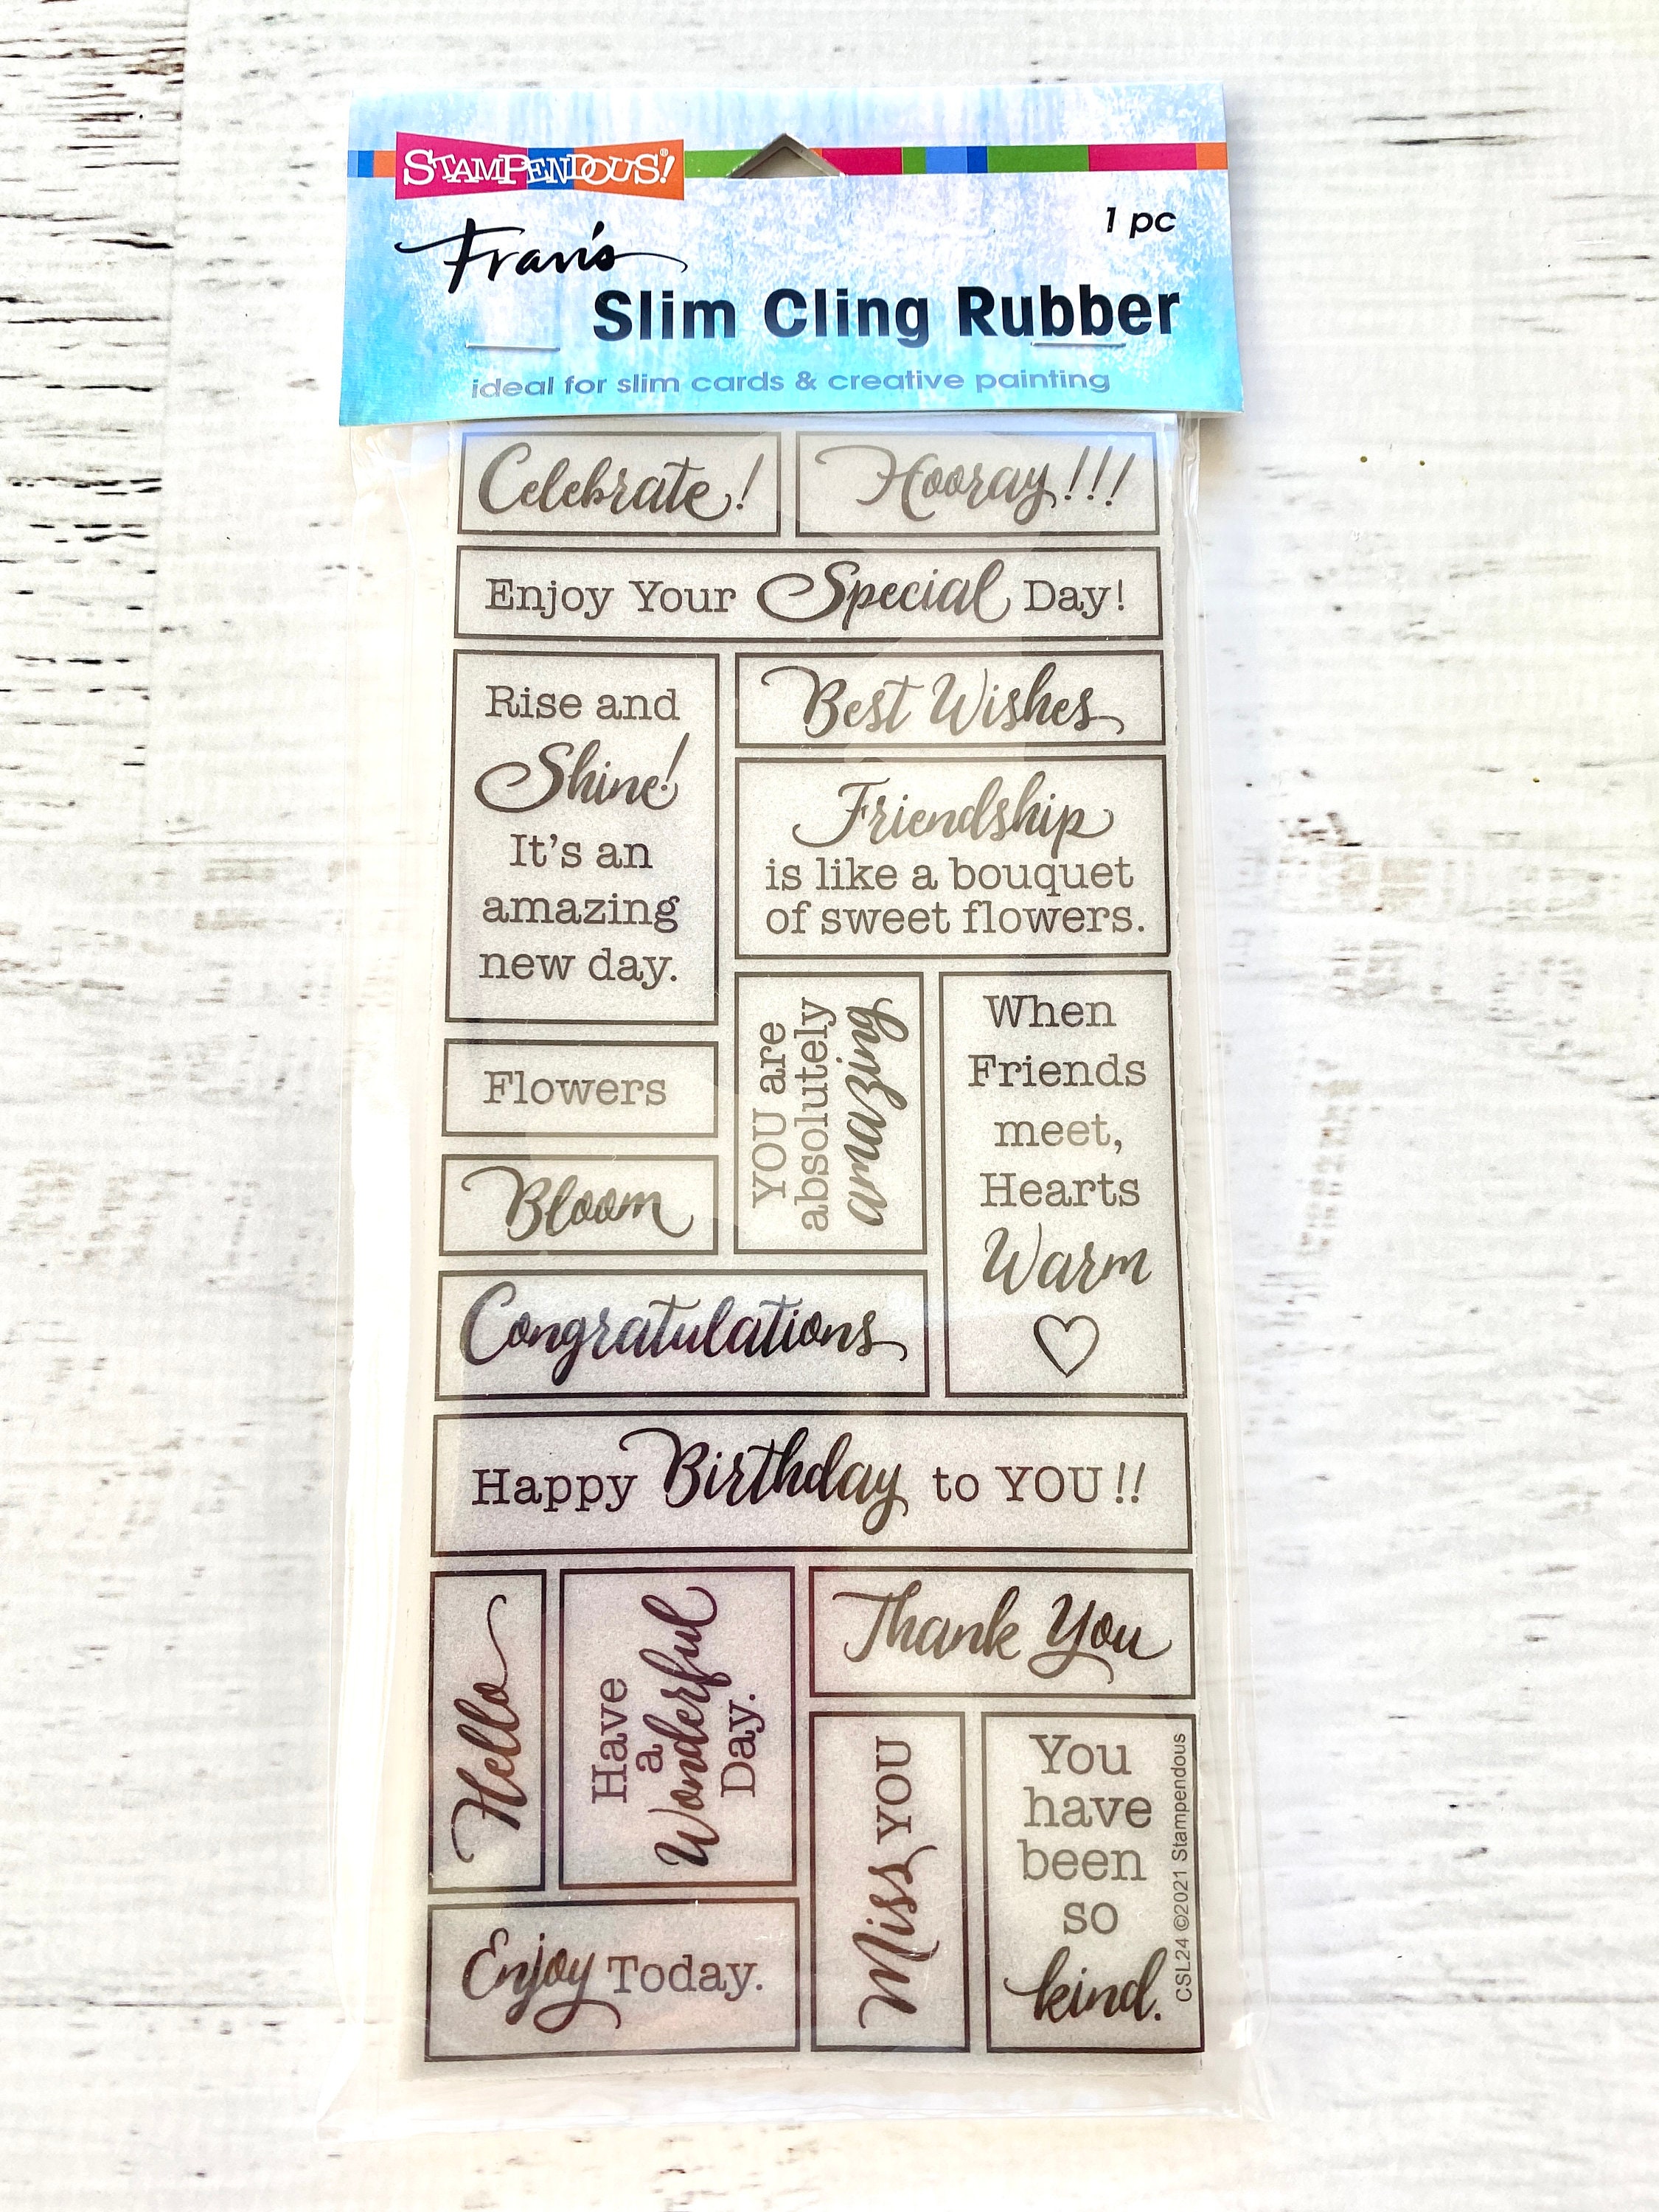 STAMPENDOUS!®
1 pc
Fran's
Slim Cling Rubber
ideal for slim cards & creative painting
Celebrate!
Hooray!!!
Enjoy Your Special Day!
Rise and
Shine!
It's an
amazing
new day.
Best Wishes
Friendship
is like a bouquet
of sweet flowers.
Flowers
Bloom
YOU are
absolutely
amazing
When
Friends
meet,
Hearts
Warm
Congratulations
Happy Birthday to YOU!!
Hello
Have
a
Wonderful
Day.
Thank You
Miss YOU
You
have
been
so
kind.
CSL24 ©2021 Stampendous
Enjoy Today.